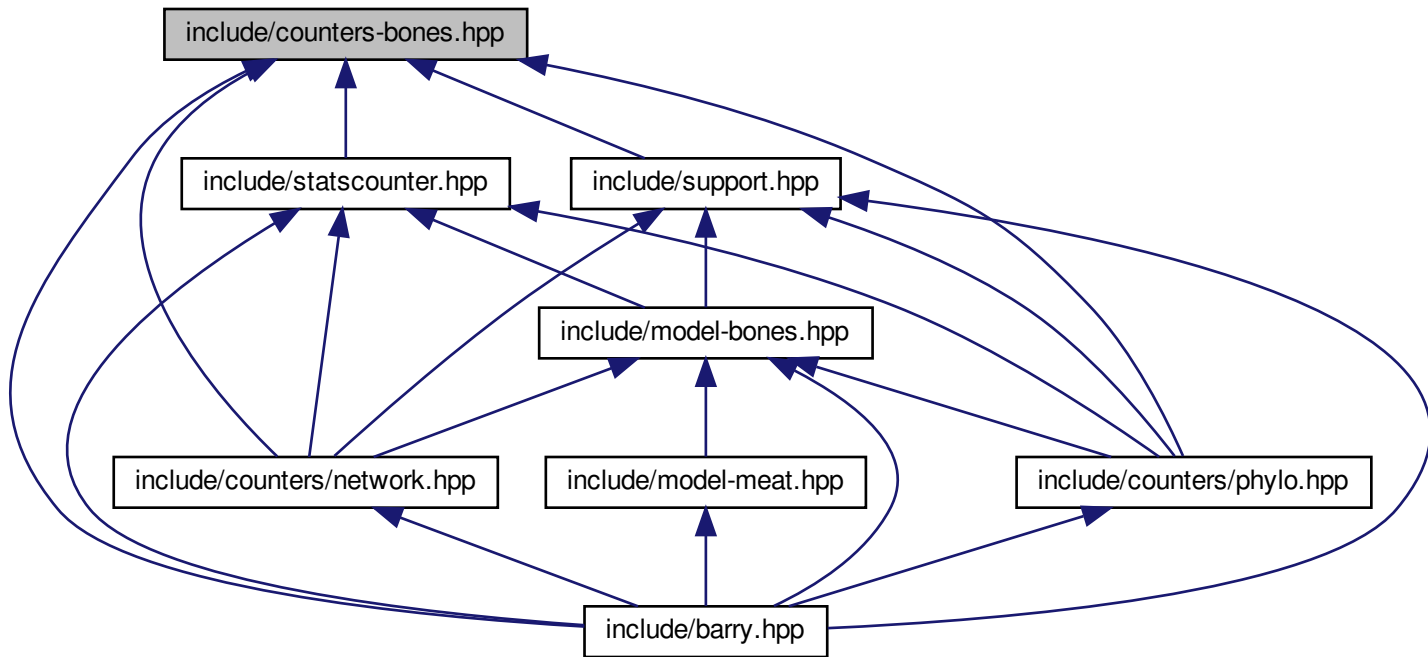 include/counters-bones.hpp
include/statscounter.hpp
include/support.hpp
include/model-bones.hpp
include/counters/network.hpp
include/model-meat.hpp
include/counters/phylo.hpp
include/barry.hpp